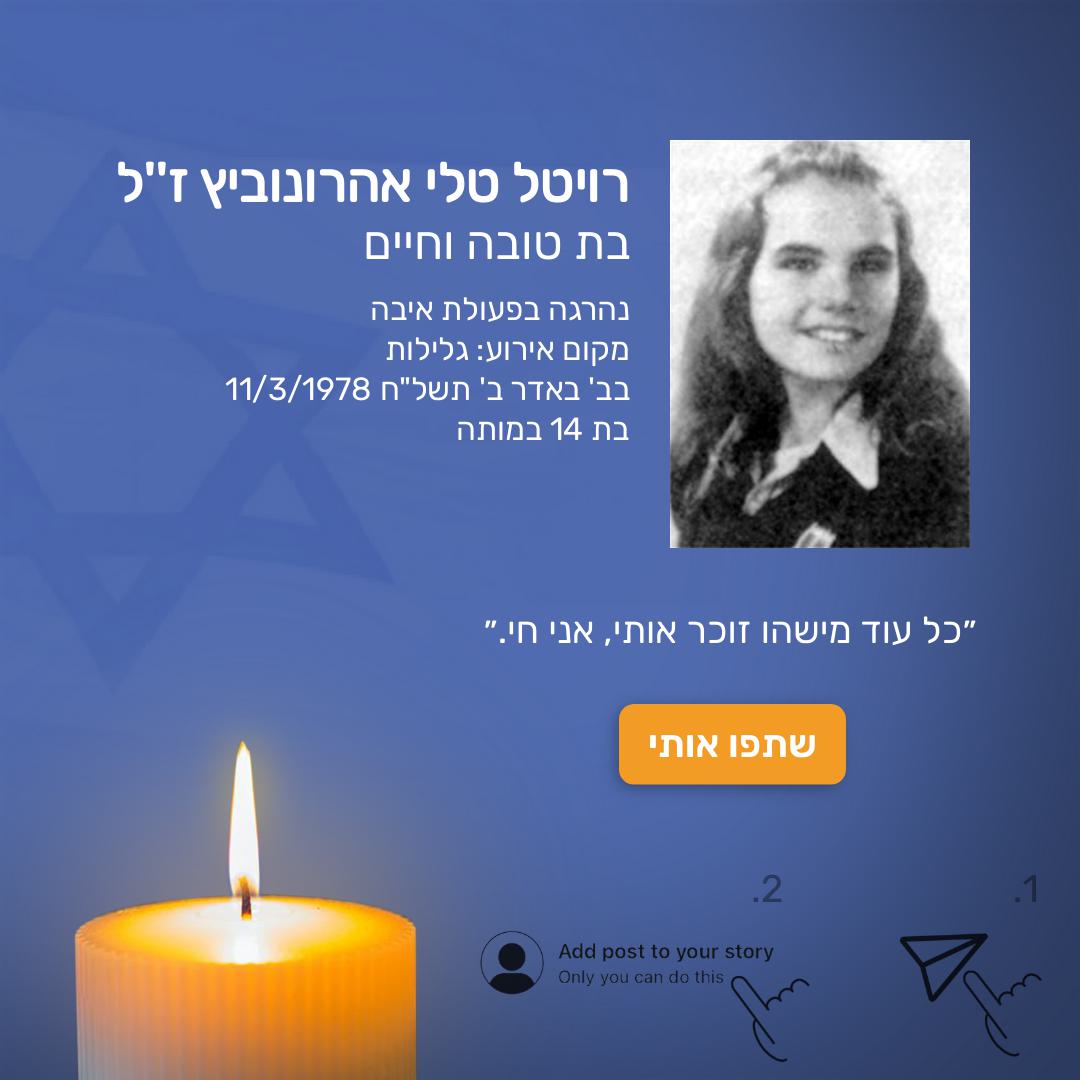 רויטל טלי אהרונוביץ ז"ל
בת טובה וחיים
נהרגה בפעולת איבה
מקום אירוע: גלילות
בב' באדר ב' תשל"ח 11/3/1978
בת 14 במותה
״כל עוד מישהו זוכר אותי, אני חי.״
שתפו אותי
.1
.2
Add post to your story
Only you can do this